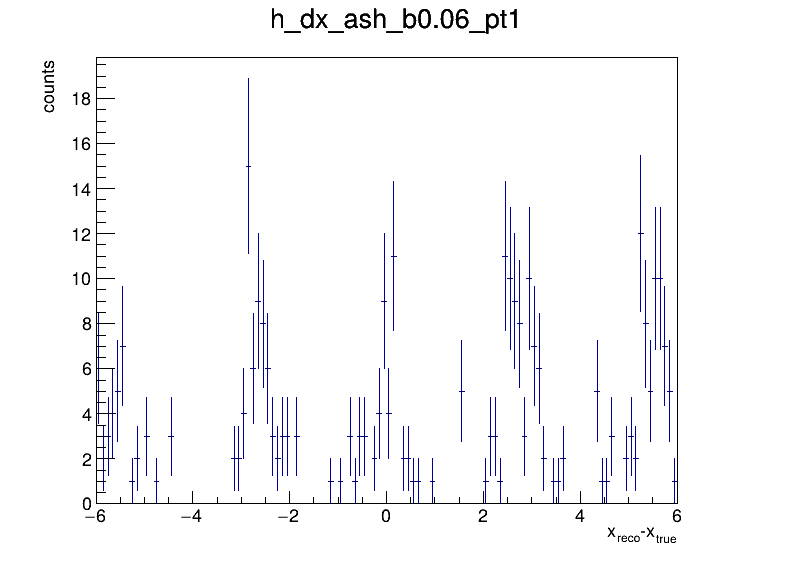 h_dx_ash_b0.06_pt1
counts
18
16
14
12
10
8
6
4
2
0
−6 −4 −2 0 2 4 6
x_reco-x_true